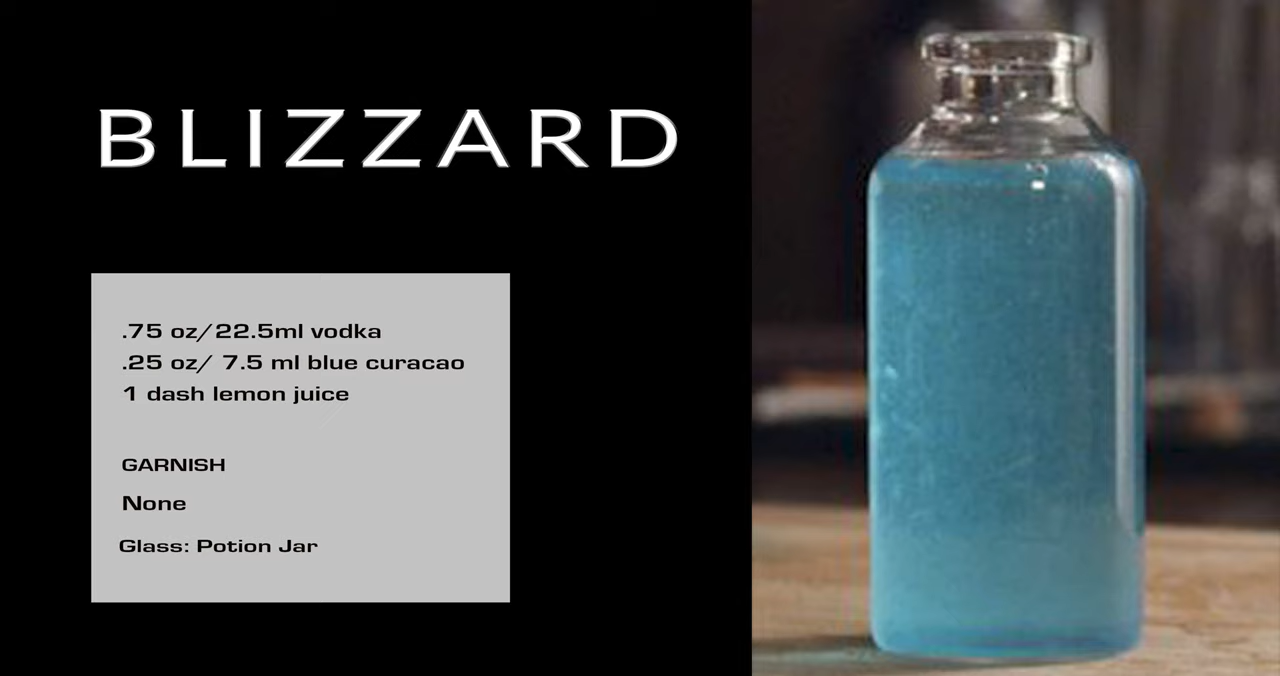 BLIZZARD
.75 oz/22.5ml vodka
.25 oz/ 7.5 ml blue curacao
1 dash lemon juice
GARNISH
None
Glass: Potion Jar